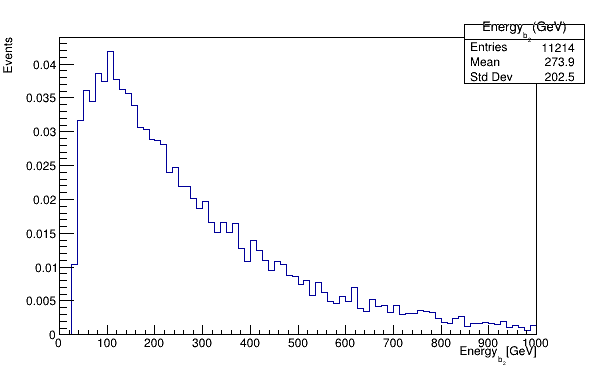 Energy_b2(GeV)
Entries 11214
Mean 273.9
Std Dev 202.5
Events
0.04
0.035
0.03
0.025
0.02
0.015
0.01
0.005
0
0 100 200 300 400 500 600 700 800 900 1000
Energy_b2[GeV]